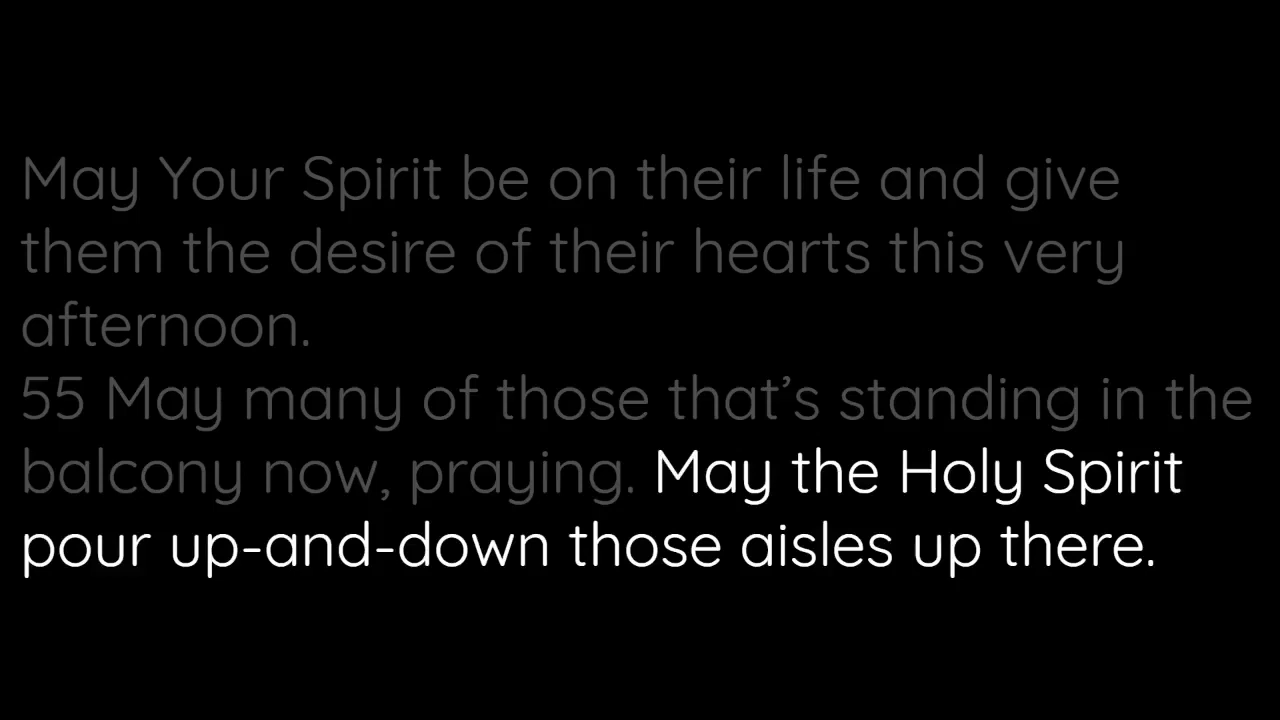 May Your Spirit be on their life and give
them the desire of their hearts this very
afternoon.
55 May many of those that’s standing in the
balcony now, praying. May the Holy Spirit
pour up-and-down those aisles up there.